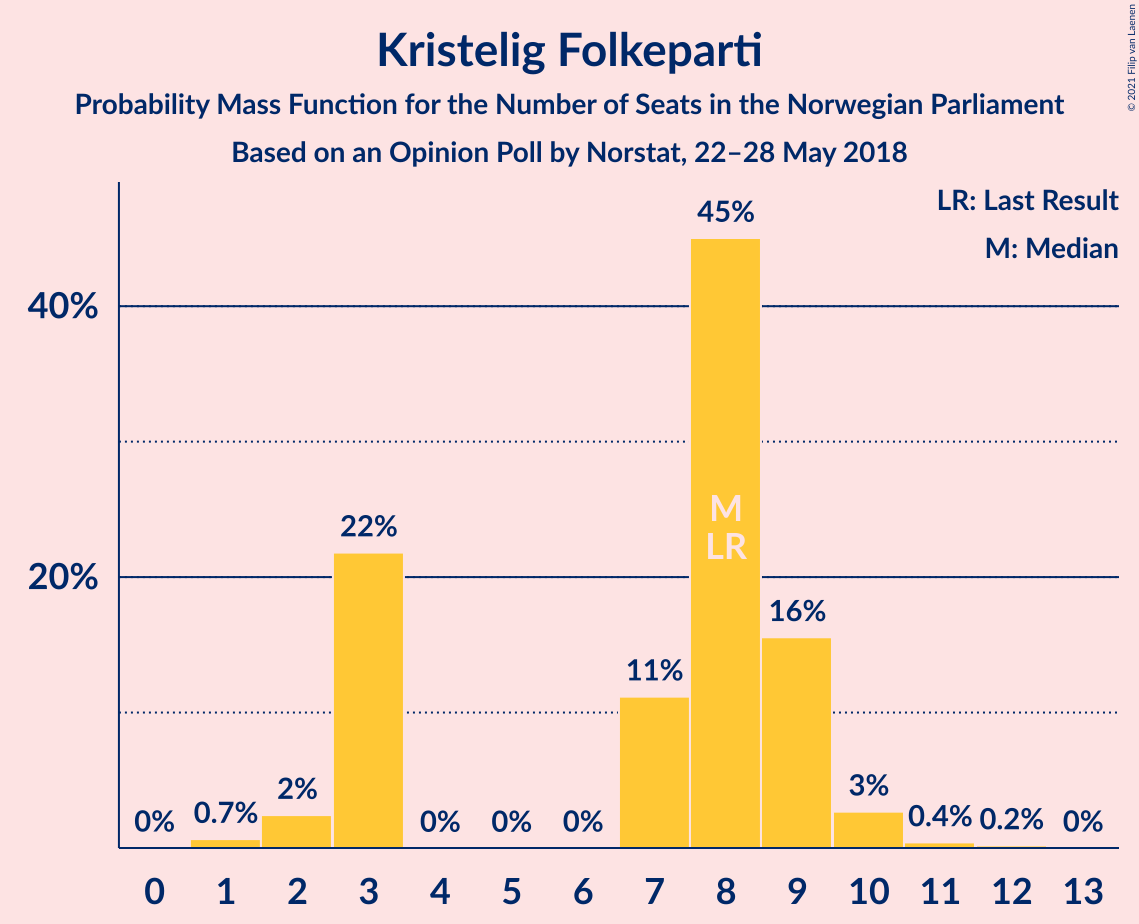 Kristelig Folkeparti
Probability Mass Function for the Number of Seats in the Norwegian Parliament
Based on an Opinion Poll by Norstat, 22–28 May 2018
© 2021 Filip van Laenen
LR: Last Result
M: Median
40%
20%
0%
0.7%
2%
22%
0%
0%
0%
11%
45%
M
LR
16%
3%
0.4%
0.2%
0%
0 1 2 3 4 5 6 7 8 9 10 11 12 13